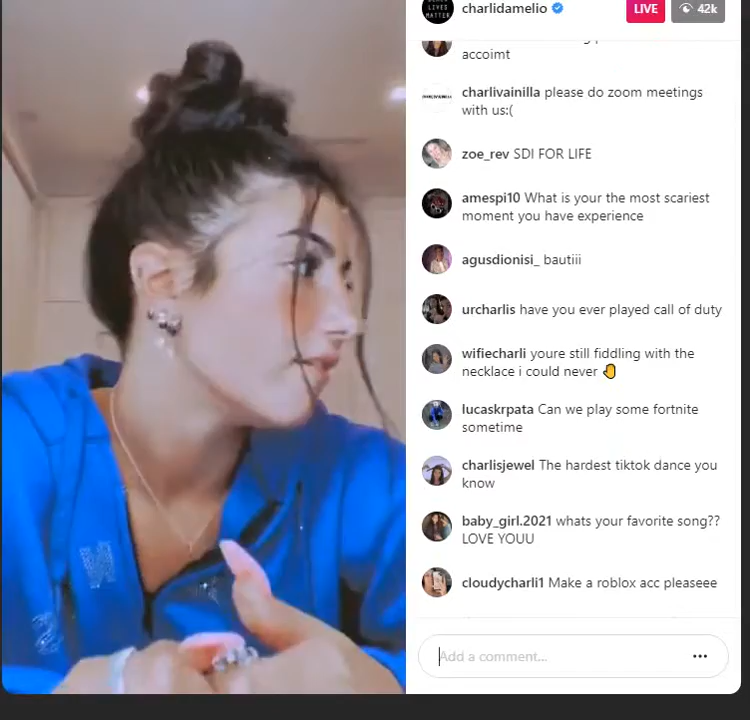 LIVES
MATTER
charlidamelio
LIVE
42k
accoimt
charlivainilla please do zoom meetings
with us:(
zoe_rev SDI FOR LIFE
amespi10 What is your the most scariest
moment you have experience
agusdionisi_ bautiii
urcharlis have you ever played call of duty
wifiecharli youre still fiddling with the
necklace i could never 🤚
lucaskrpata Can we play some fortnite
sometime
charlisjewel The hardest tiktok dance you
know
baby_girl.2021 whats your favorite song??
LOVE YOUU
cloudycharli1 Make a roblox acc pleaseee
Add a comment...